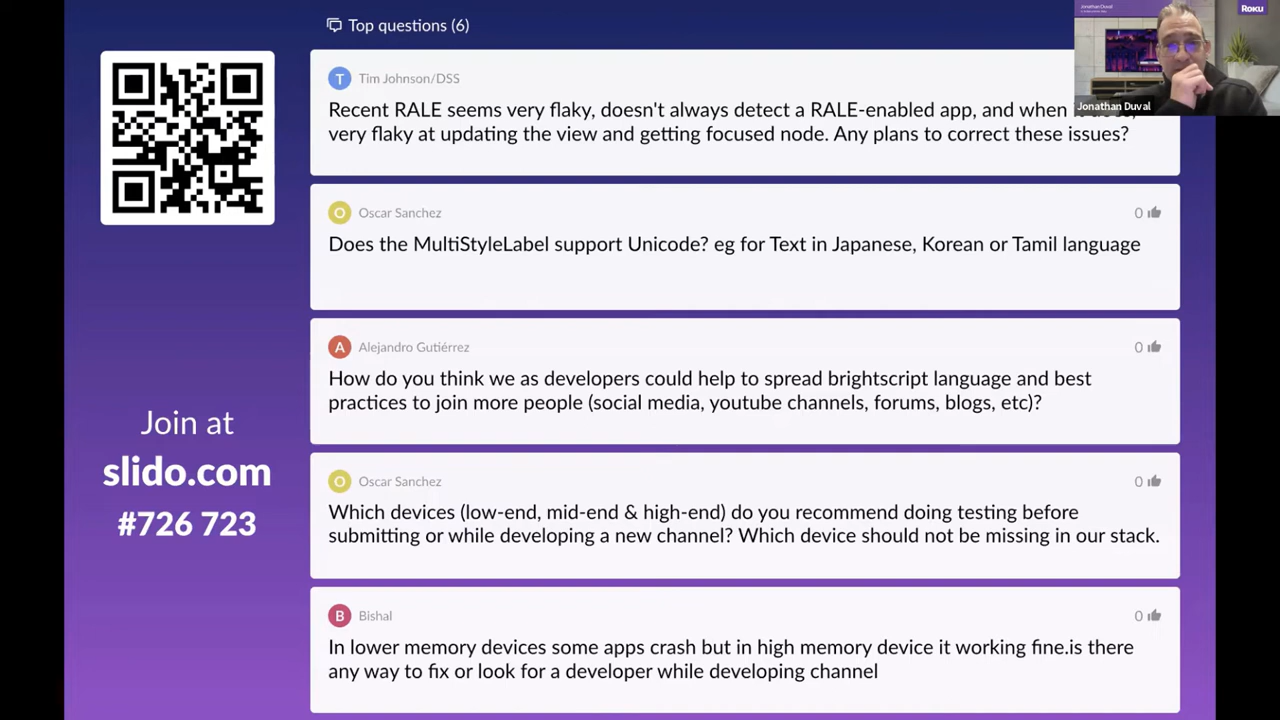 Top questions (6)
Jonathan Duval
Roku
T Tim Johnson/DSS
Recent RALE seems very flaky, doesn't always detect a RALE-enabled app, and when
very flaky at updating the view and getting focused node. Any plans to correct these issues?
Jonathan Duval
O Oscar Sanchez
0
Does the MultiStyleLabel support Unicode? eg for Text in Japanese, Korean or Tamil language
A Alejandro Gutiérrez
0
How do you think we as developers could help to spread brightscript language and best
practices to join more people (social media, youtube channels, forums, blogs, etc)?
Join at
slido.com
#726 723
O Oscar Sanchez
0
Which devices (low-end, mid-end & high-end) do you recommend doing testing before
submitting or while developing a new channel? Which device should not be missing in our stack.
B Bishal
0
In lower memory devices some apps crash but in high memory device it working fine.is there
any way to fix or look for a developer while developing channel